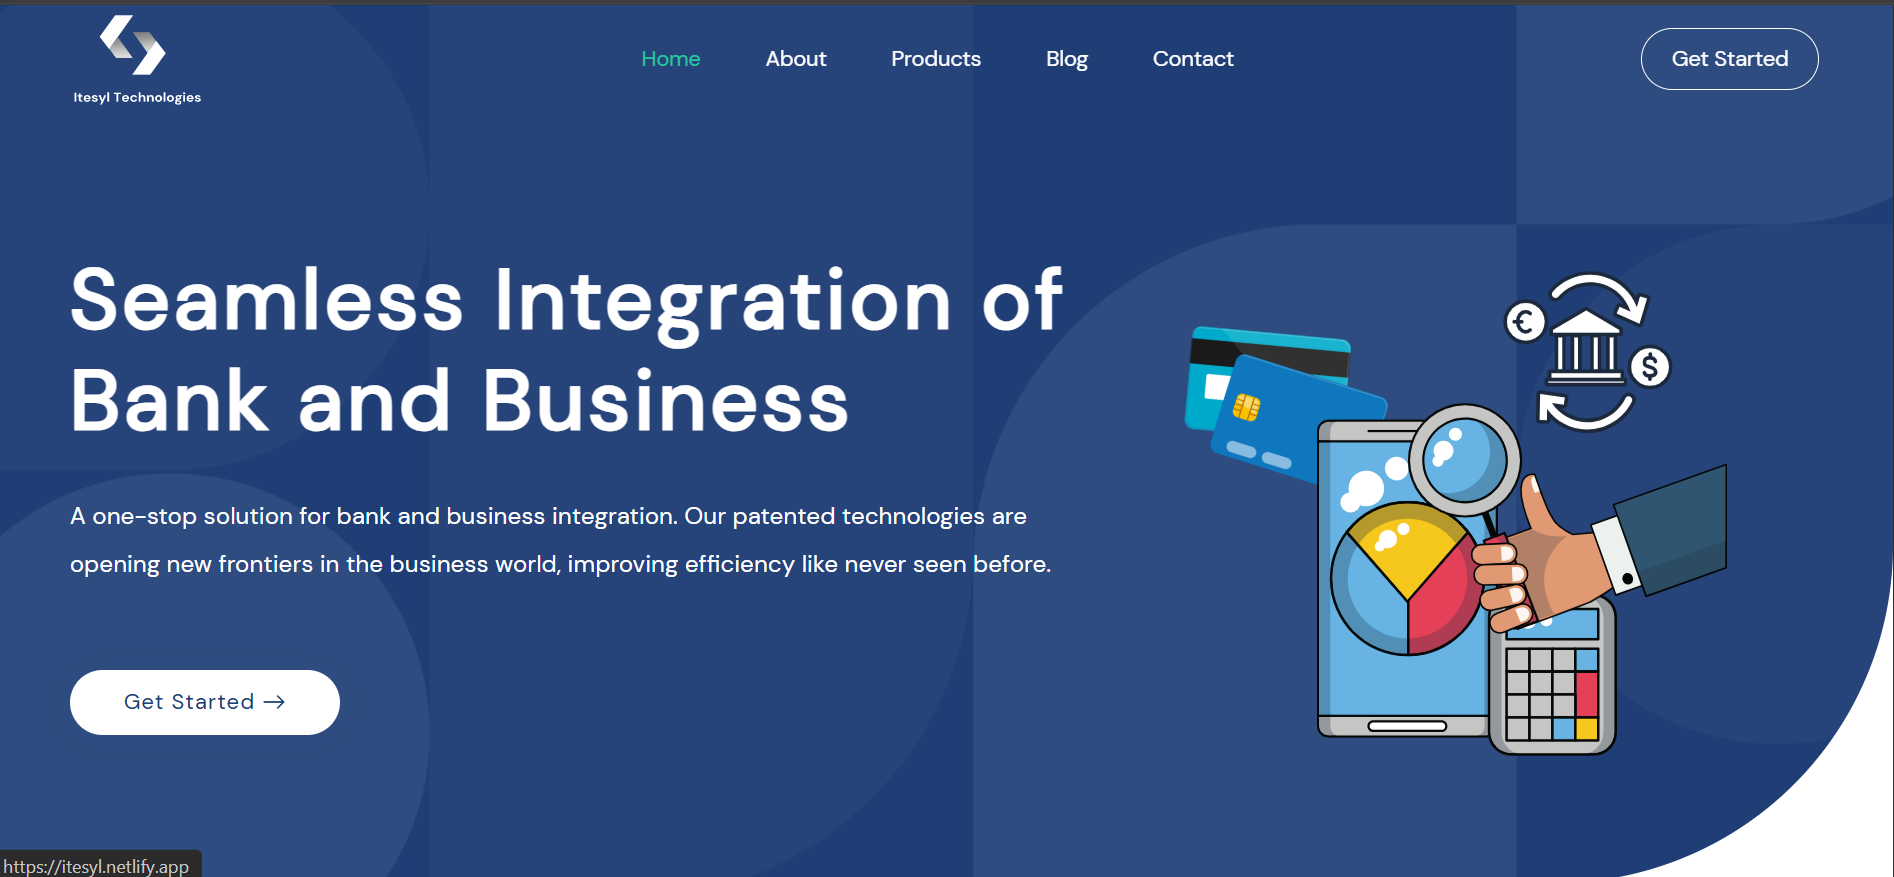 Itesyl Technologies
Home
About
Products
Blog
Contact
Get Started
Seamless Integration of
Bank and Business
A one-stop solution for bank and business integration. Our patented technologies are
opening new frontiers in the business world, improving efficiency like never seen before.
€
$
Get Started →
https://itesyl.netlify.app